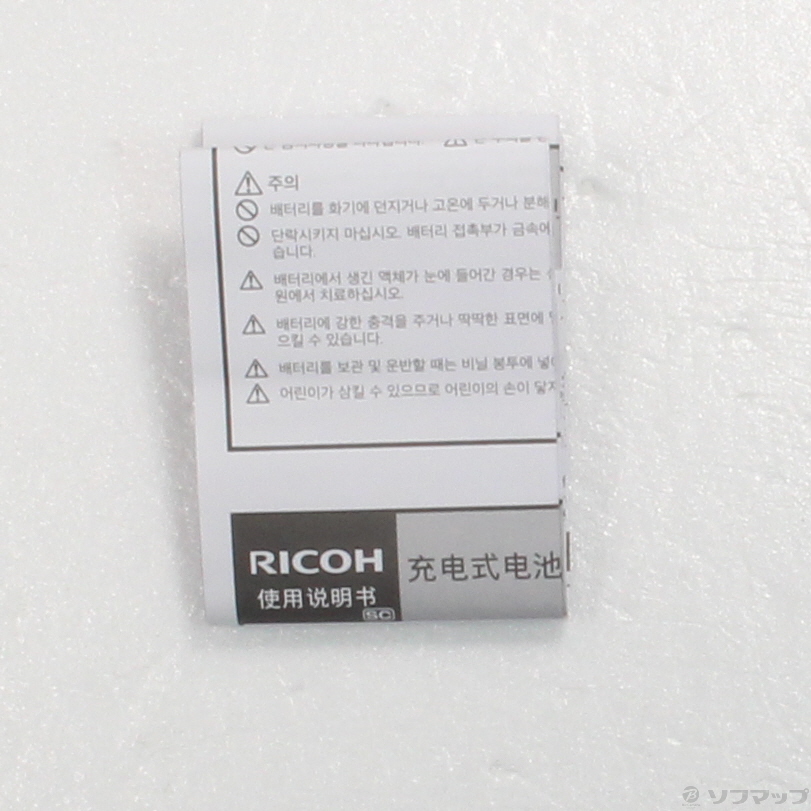 주의
배터리를 화기에 던지거나 고온에 두거나 분해
단락시키지 마십시오. 배터리 접촉부가 금속에
습니다.
배터리에서 생긴 액체가 눈에 들어간 경우는
원에서 치료하십시오.
배터리에 강한 충격을 주거나 딱딱한 표면에
으킬 수 있습니다.
배터리를 보관 및 운반할 때는 비닐 봉투에 넣
어린이가 삼킬 수 있으므로 어린이의 손이 닿지
RICOH 充电式电池
使用说明书
SC
ソフマップ